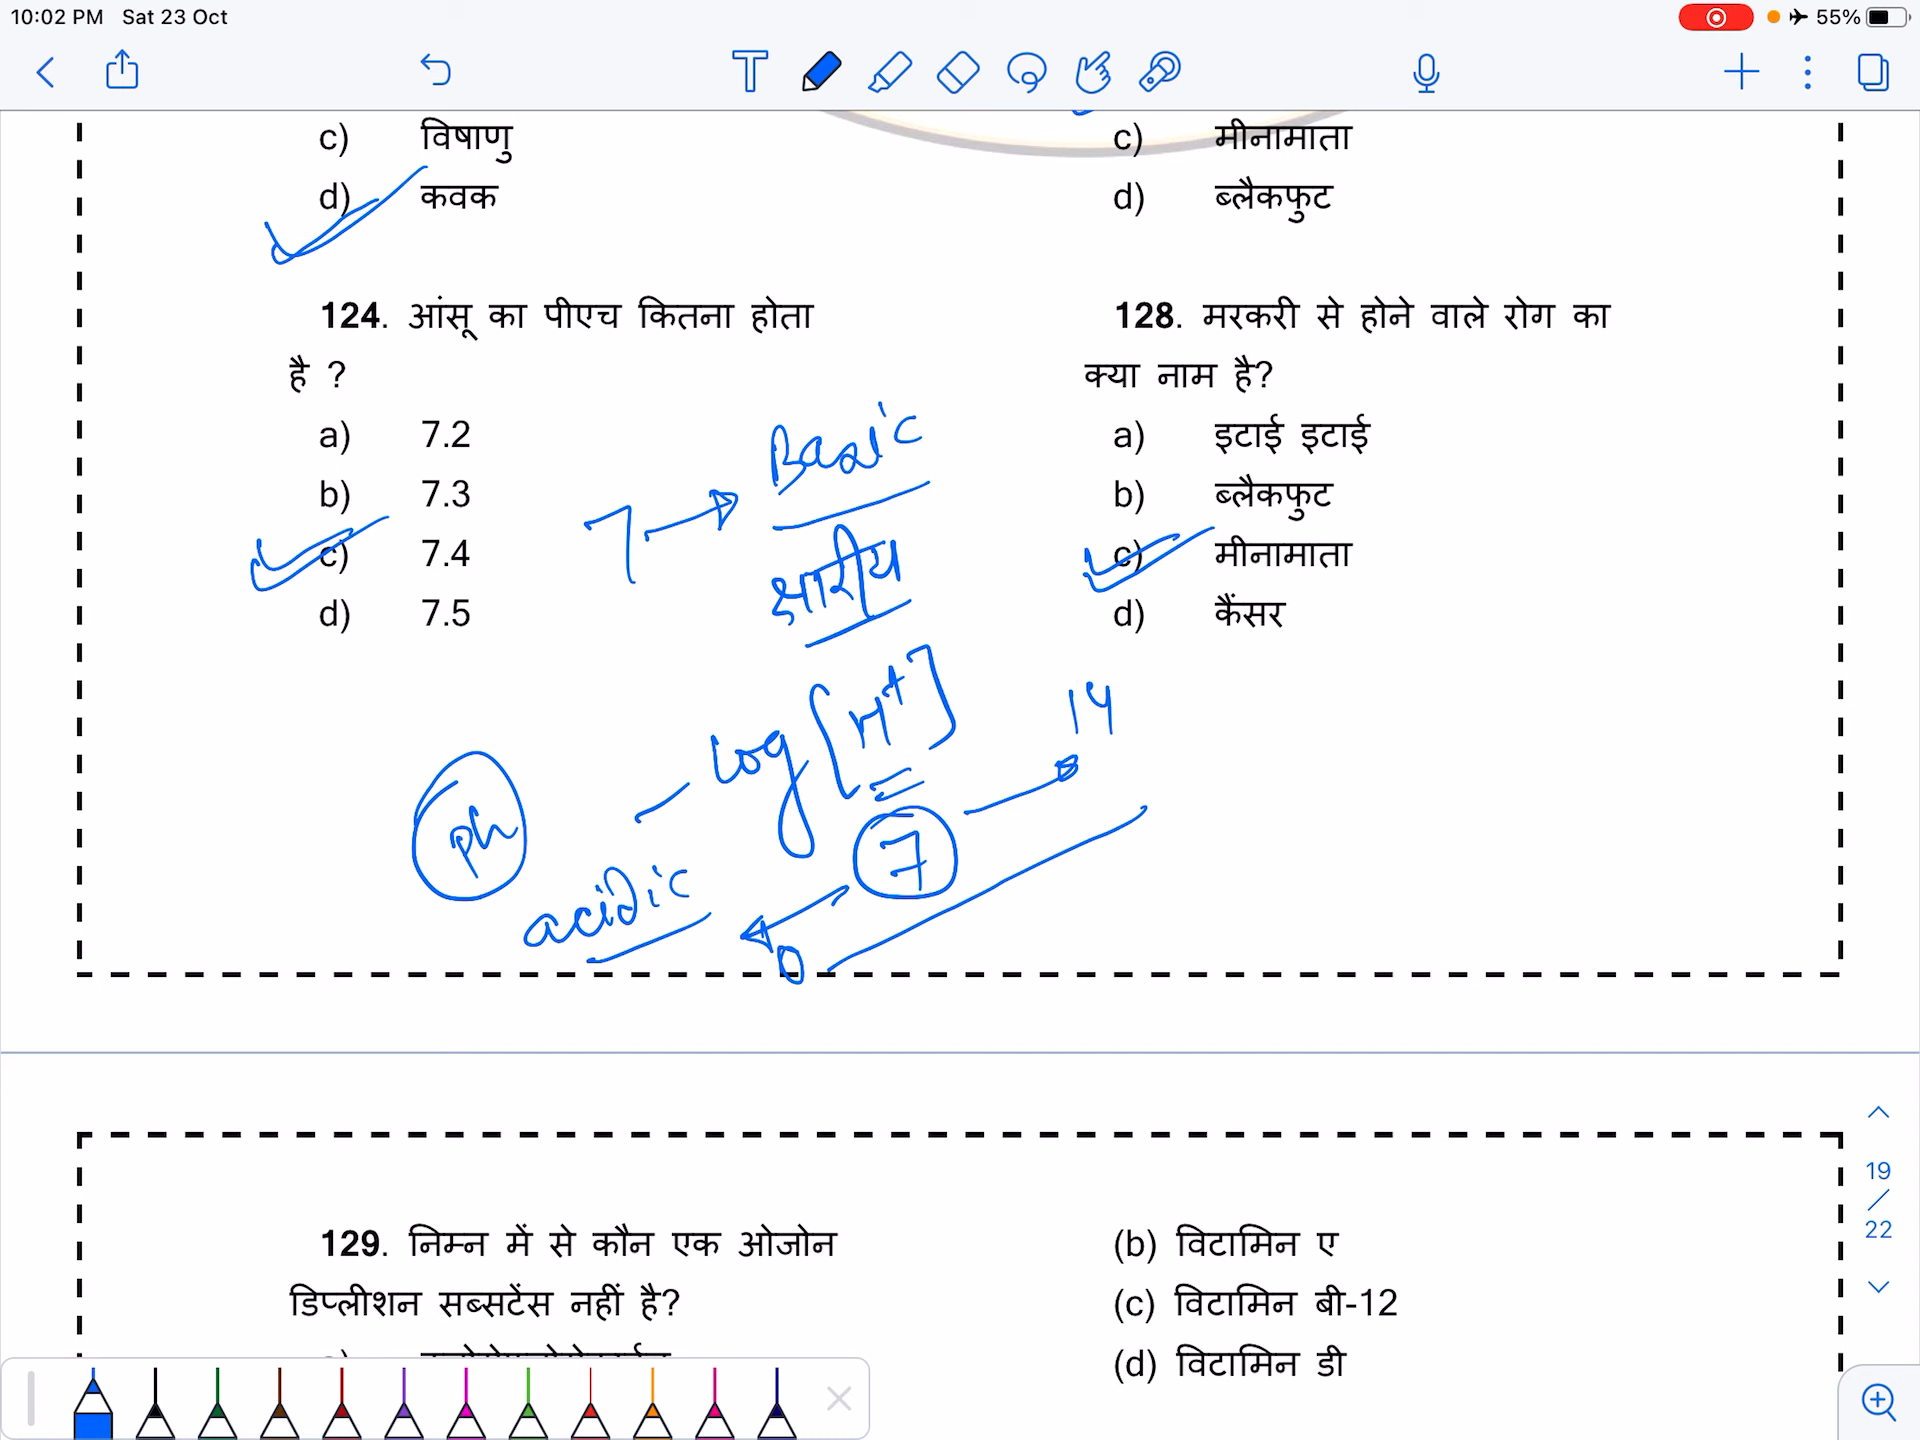 10:02 PM Sat 23 Oct
55%
c) विषाणु
d) कवक
124. आंसू का पीएच कितना होता
है ?
a) 7.2
b) 7.3
c) 7.4
d) 7.5
7 → Basic
क्षारीय
ph
- log [H+]
14
7
acidic
0
c) मीनामाता
d) ब्लैकफुट
128. मरकरी से होने वाले रोग का
क्या नाम है?
a) इटाई इटाई
b) ब्लैकफुट
c) मीनामाता
d) कैंसर
129. निम्न में से कौन एक ओजोन
डिप्लीशन सब्सटेंस नहीं है?
(b) विटामिन ए
(c) विटामिन बी-12
(d) विटामिन डी
19
/
22